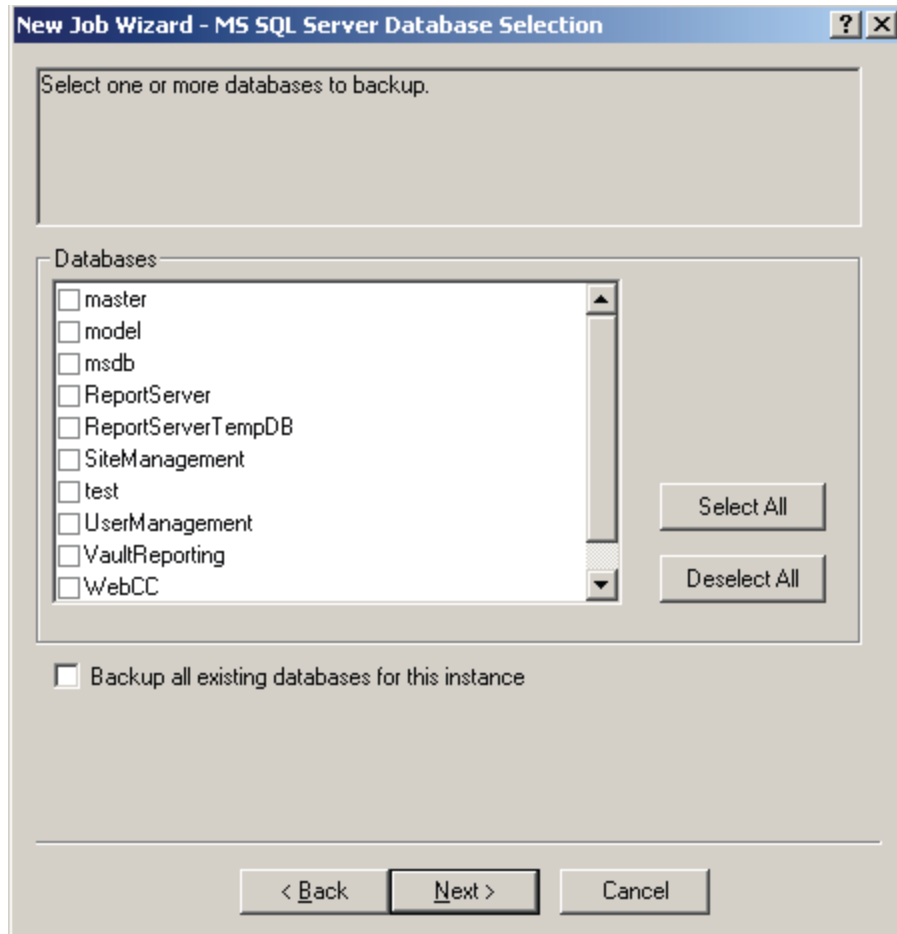 New Job Wizard - MS SQL Server Database Selection
Select one or more databases to backup.
Databases
master
model
msdb
ReportServer
ReportServerTempDB
SiteManagement
test
UserManagement
VaultReporting
WebCC
Select All
Deselect All
Backup all existing databases for this instance
< Back
Next >
Cancel